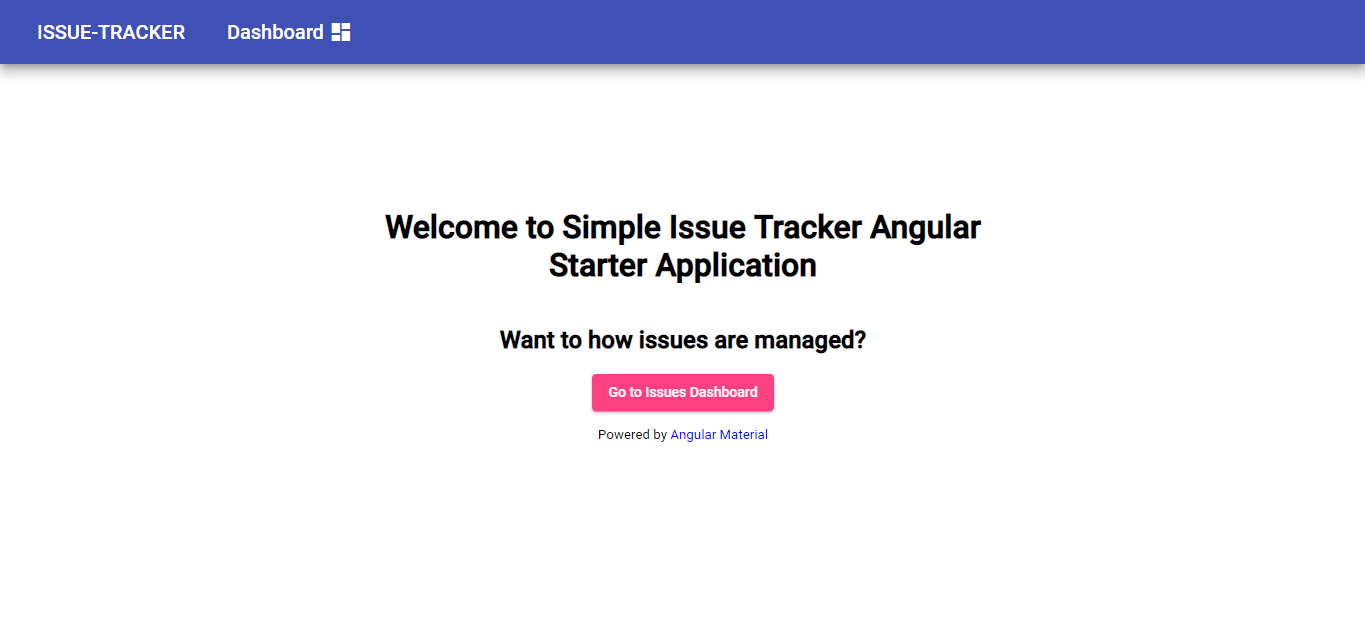 ISSUE-TRACKER Dashboard
Welcome to Simple Issue Tracker Angular
Starter Application
Want to how issues are managed?
Go to Issues Dashboard
Powered by Angular Material